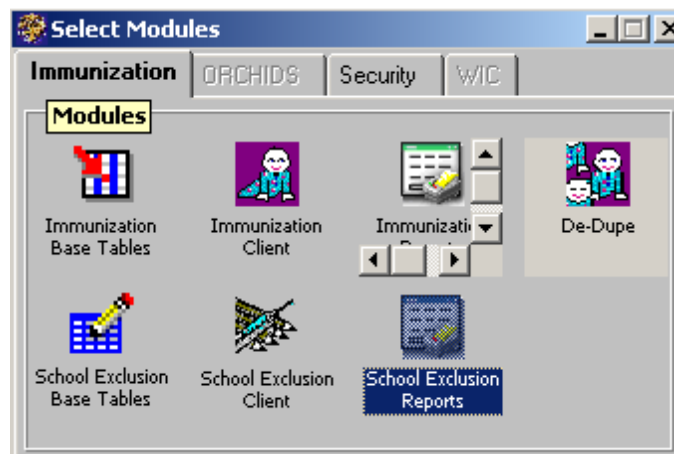 Select Modules
Immunization ORCHIDS Security WIC
Modules
Immunization Immunization De-Dupe
Base Tables Client
School Exclusion School Exclusion School Exclusion
Base Tables Client Reports